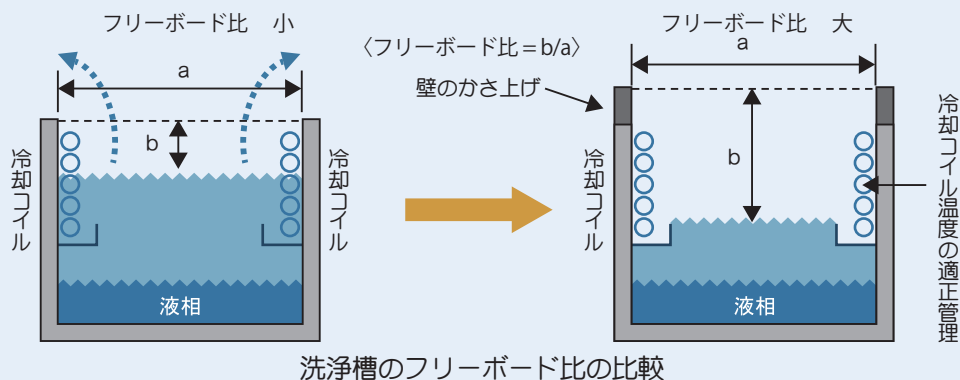 フリーボード比　小
a
b
冷却コイル
冷却コイル
液相
〈フリーボード比＝b/a〉
壁のかさ上げ
フリーボード比　大
a
b
冷却コイル
冷却コイル温度の適正管理
液相
洗浄槽のフリーボード比の比較